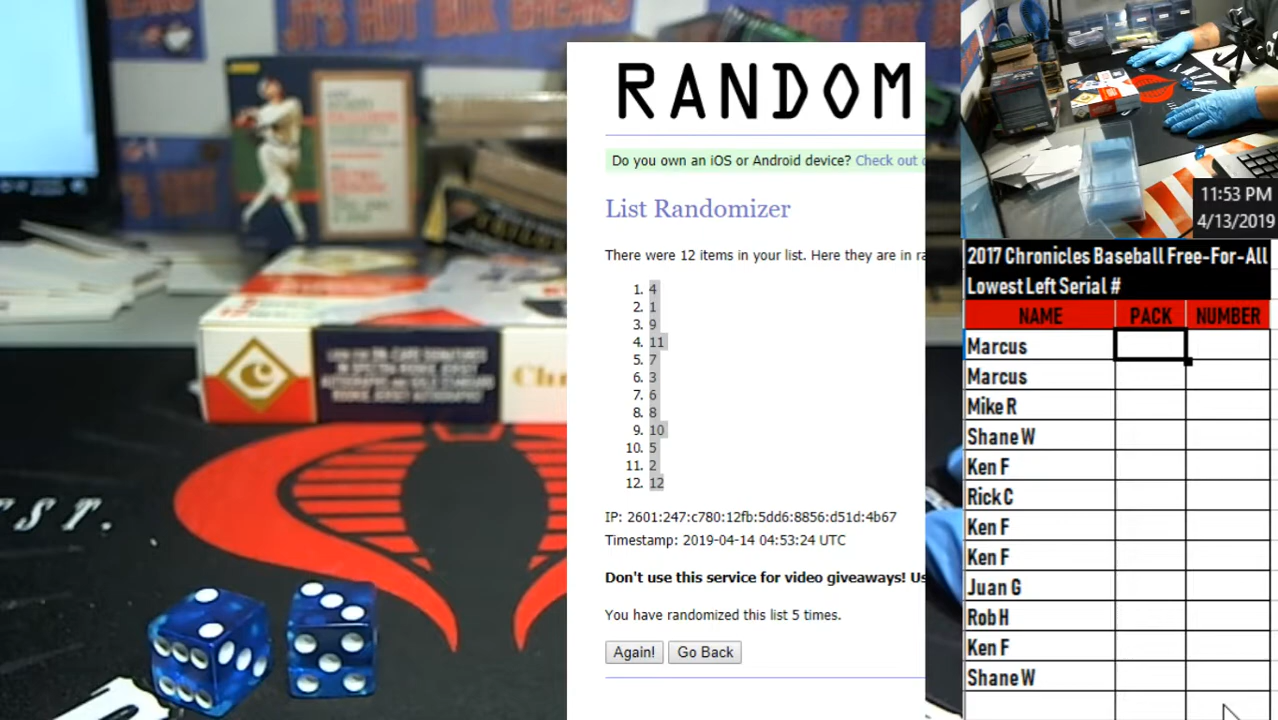 RANDOM
Do you own an iOS or Android device? Check out
List Randomizer
There were 12 items in your list. Here they are in ra
1. 4
2. 1
3. 9
4. 11
5. 7
6. 3
7. 6
8. 8
9. 10
10. 5
11. 2
12. 12
IP: 2601:247:c780:12fb:5dd6:8856:d51d:4b67
Timestamp: 2019-04-14 04:53:24 UTC
Don't use this service for video giveaways! Us
You have randomized this list 5 times.
Again! Go Back
11:53 PM
4/13/2019
2017 Chronicles Baseball Free-For-All
Lowest Left Serial #
NAME PACK NUMBER
Marcus
Marcus
Mike R
Shane W
Ken F
Rick C
Ken F
Ken F
Juan G
Rob H
Ken F
Shane W